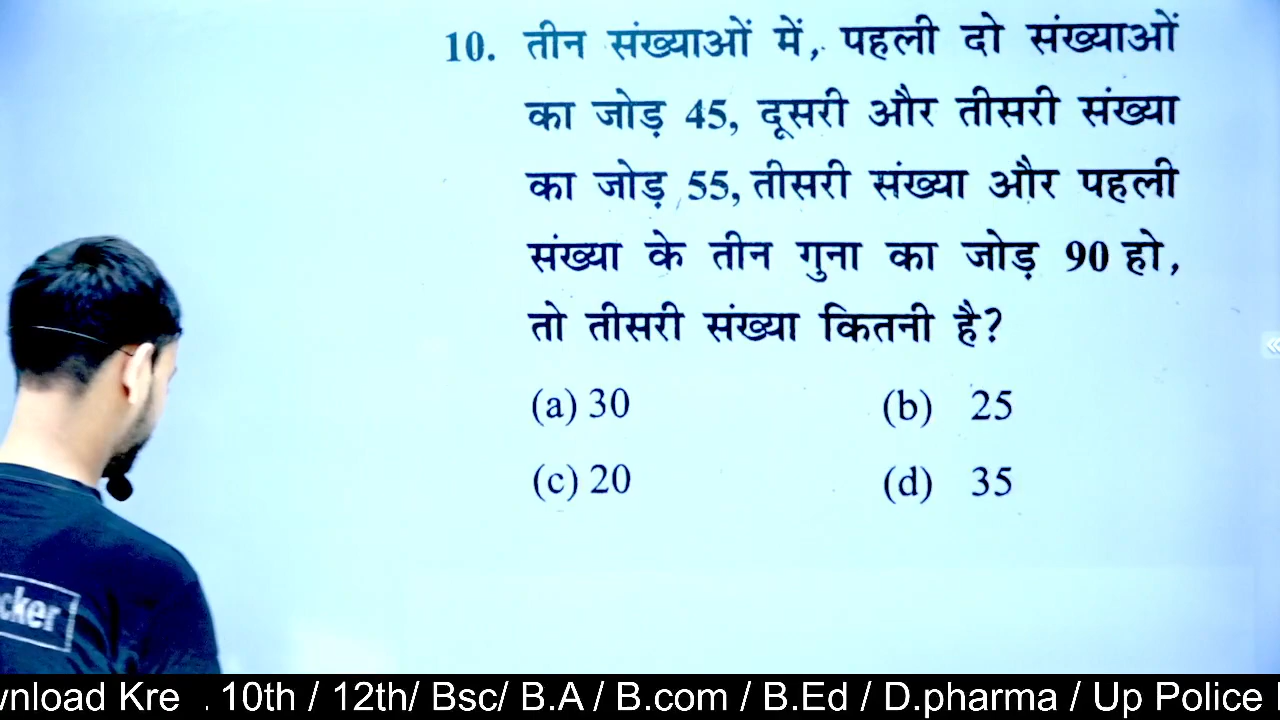 10. तीन संख्याओं में, पहली दो संख्याओं
का जोड़ 45, दूसरी और तीसरी संख्या
का जोड़ 55, तीसरी संख्या और पहली
संख्या के तीन गुना का जोड़ 90 हो,
तो तीसरी संख्या कितनी है?
(a) 30 (b) 25
(c) 20 (d) 35
cker
wnload Kre . 10th / 12th/ Bsc/ B.A / B.com / B.Ed / D.pharma / Up Police